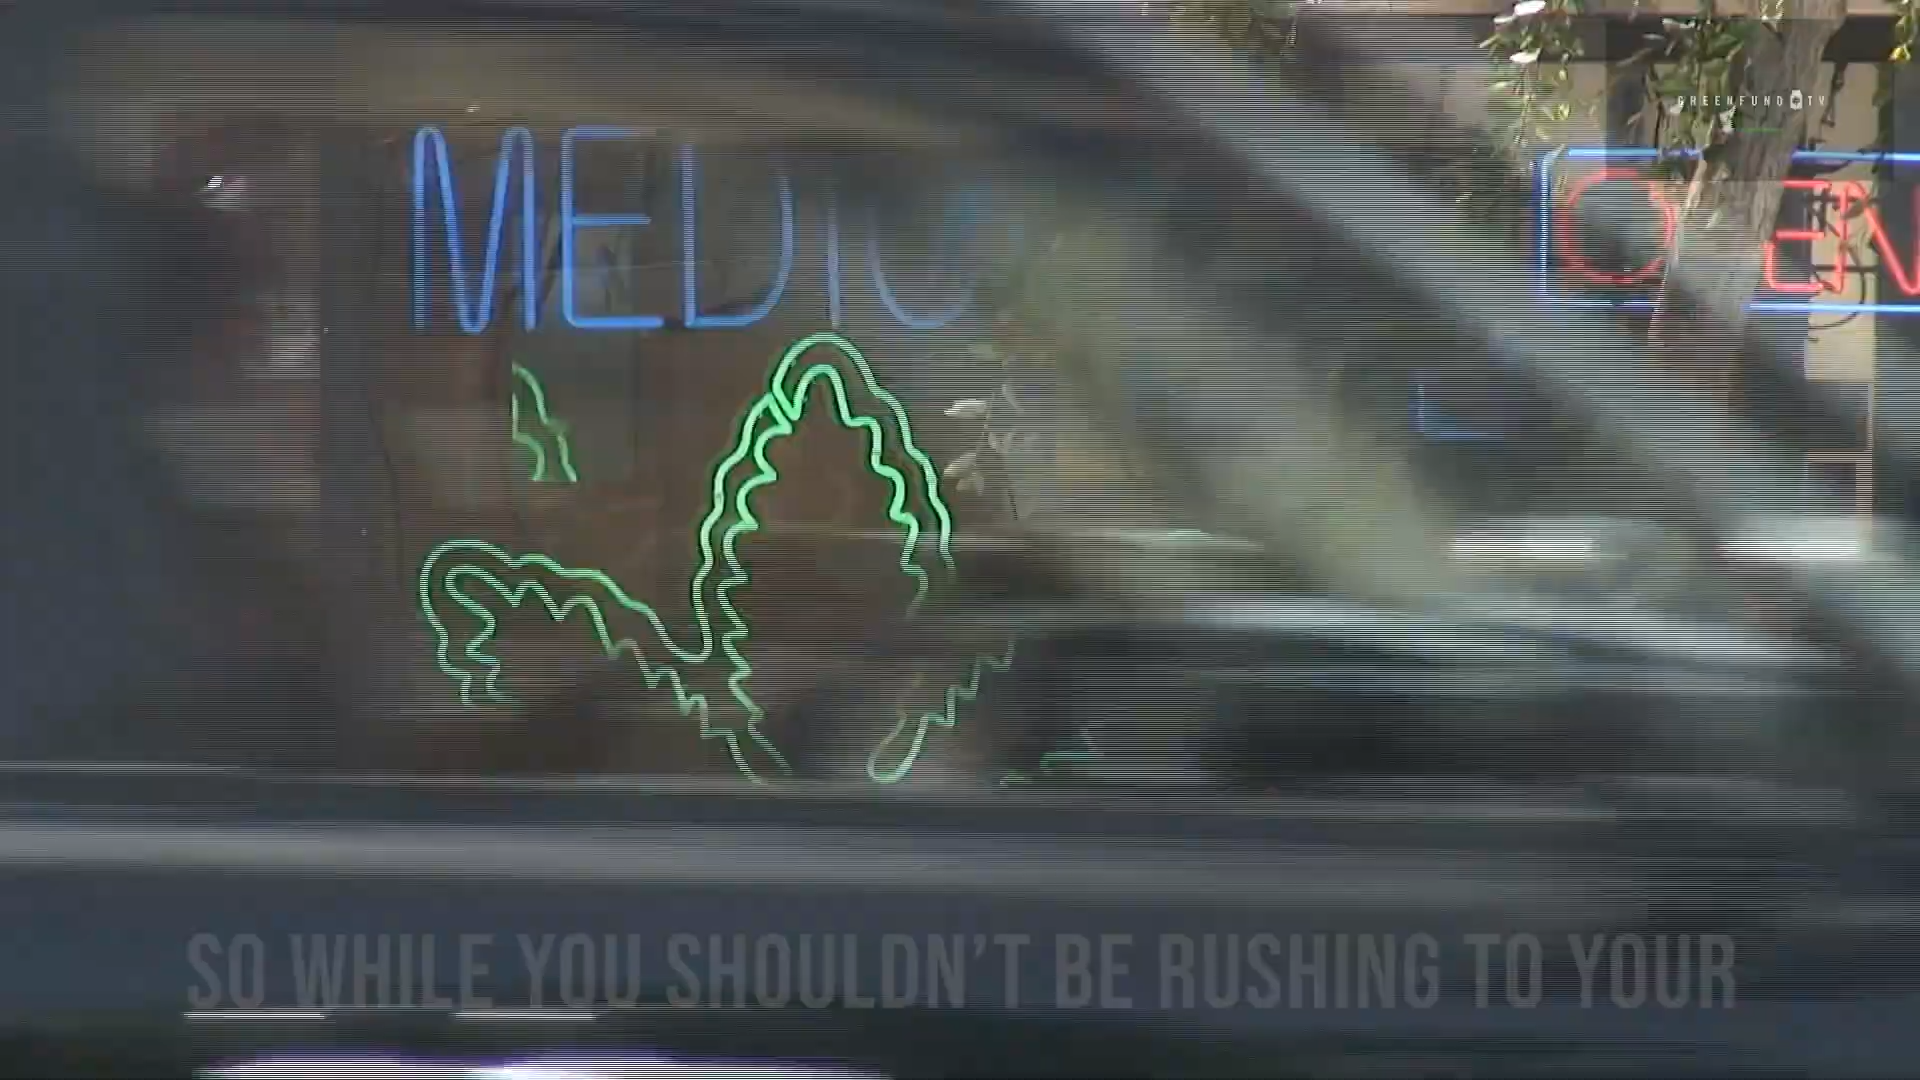 GREENFUND TV
MEDIC
OPEN
SO WHILE YOU SHOULDN'T BE RUSHING TO YOUR